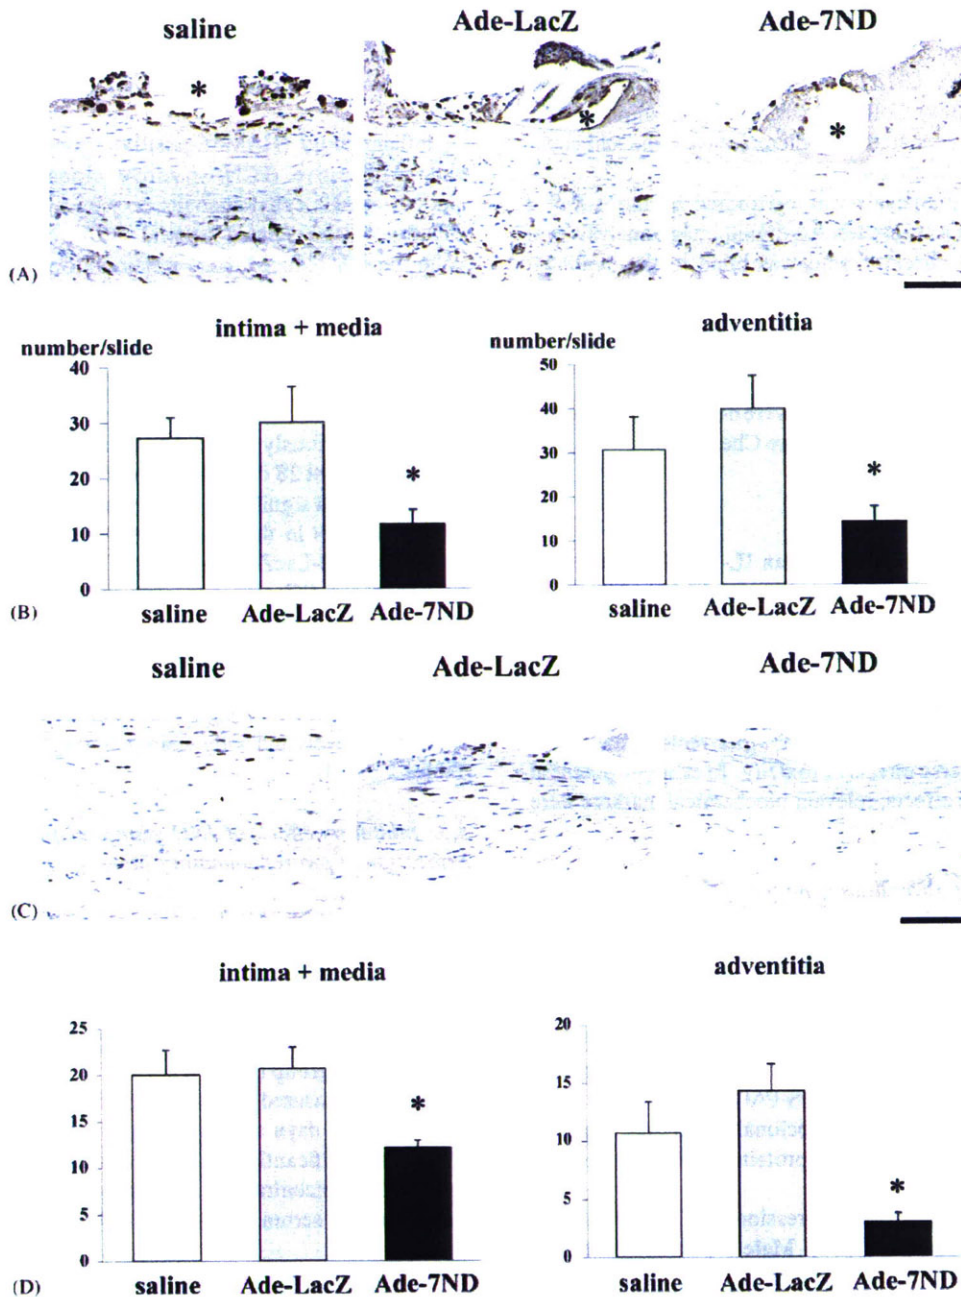 saline Ade-LacZ Ade-7ND
* * *
(A)
intima + media adventitia
number/slide number/slide
40 50
30 40
20 30
10 20
0 10
0
* *
saline Ade-LacZ Ade-7ND saline Ade-LacZ Ade-7ND
(B)
saline Ade-LacZ Ade-7ND
(C)
intima + media adventitia
25 20
20 15
15 10
10 5
5 0
0
* *
saline Ade-LacZ Ade-7ND saline Ade-LacZ Ade-7ND
(D)